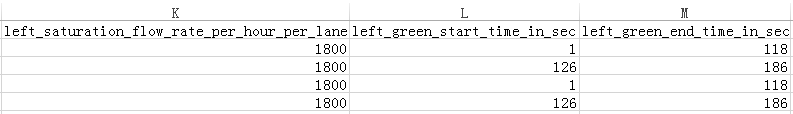 K L M
left_saturation_flow_rate_per_hour_per_lane left_green_start_time_in_sec left_green_end_time_in_sec
1800 1 118
1800 126 186
1800 1 118
1800 126 186